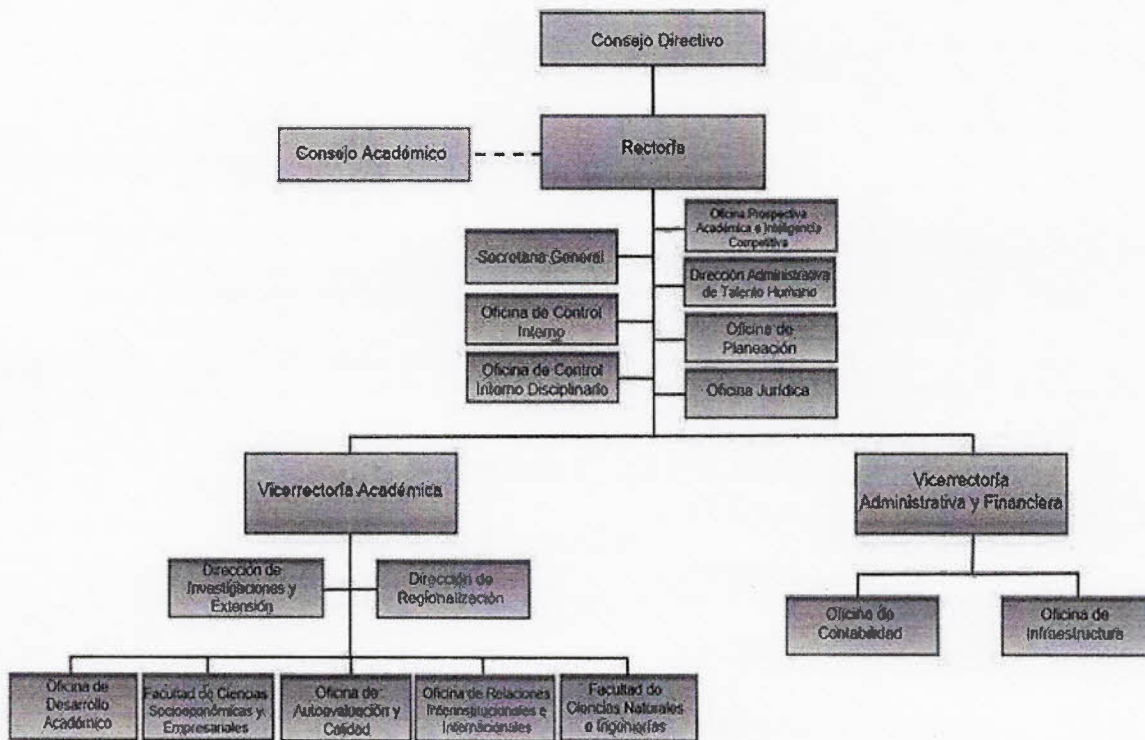 Consejo Directivo
Rectoría
Consejo Académico
Oficina Prospectiva
Académica e Inteligencia
Competitiva
Secretaria General
Dirección Administrativa
de Talento Humano
Oficina de Control
Interno
Oficina de
Planeación
Oficina de Control
Interno Disciplinario
Oficina Jurídica
Vicerrectoría Académica
Vicerrectoría
Administrativa y Financiera
Dirección de
Investigaciones y
Extensión
Dirección de
Regionalización
Oficina de
Contabilidad
Oficina de
Infraestructura
Oficina de
Desarrollo
Académico
Facultad de Ciencias
Socioeconómicas y
Empresariales
Oficina de
Autoevaluación y
Calidad
Oficina de Relaciones
Interinstitucionales e
Internacionales
Facultad de
Ciencias Naturales
e Ingenierías